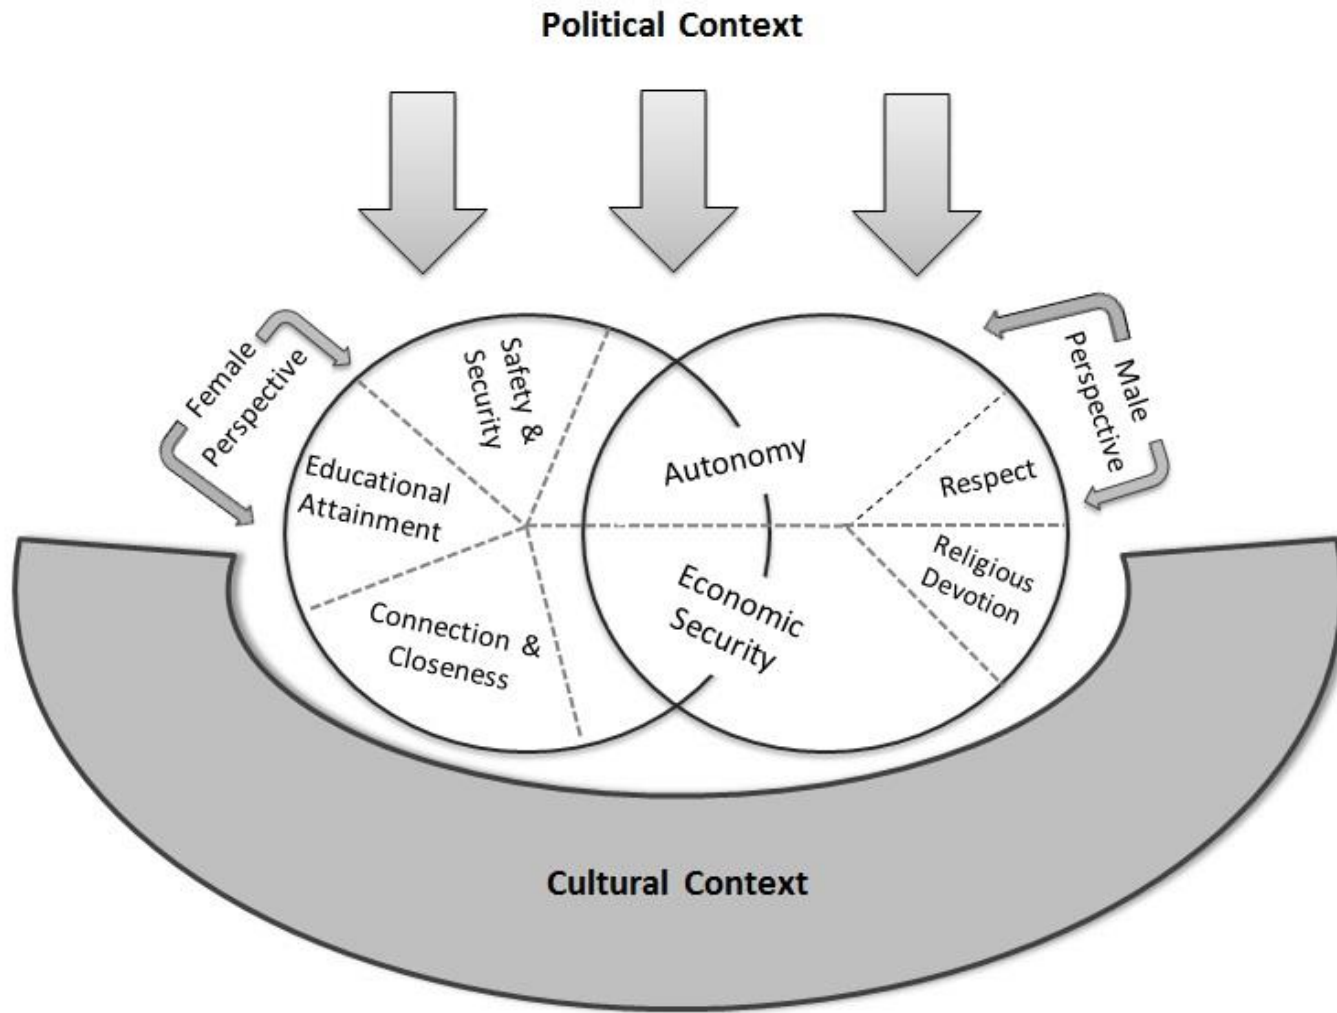 Political Context
Female
Perspective
Safety &
Security
Educational
Attainment
Connection &
Closeness
Autonomy
Economic
Security
Respect
Religious
Devotion
Male
Perspective
Cultural Context